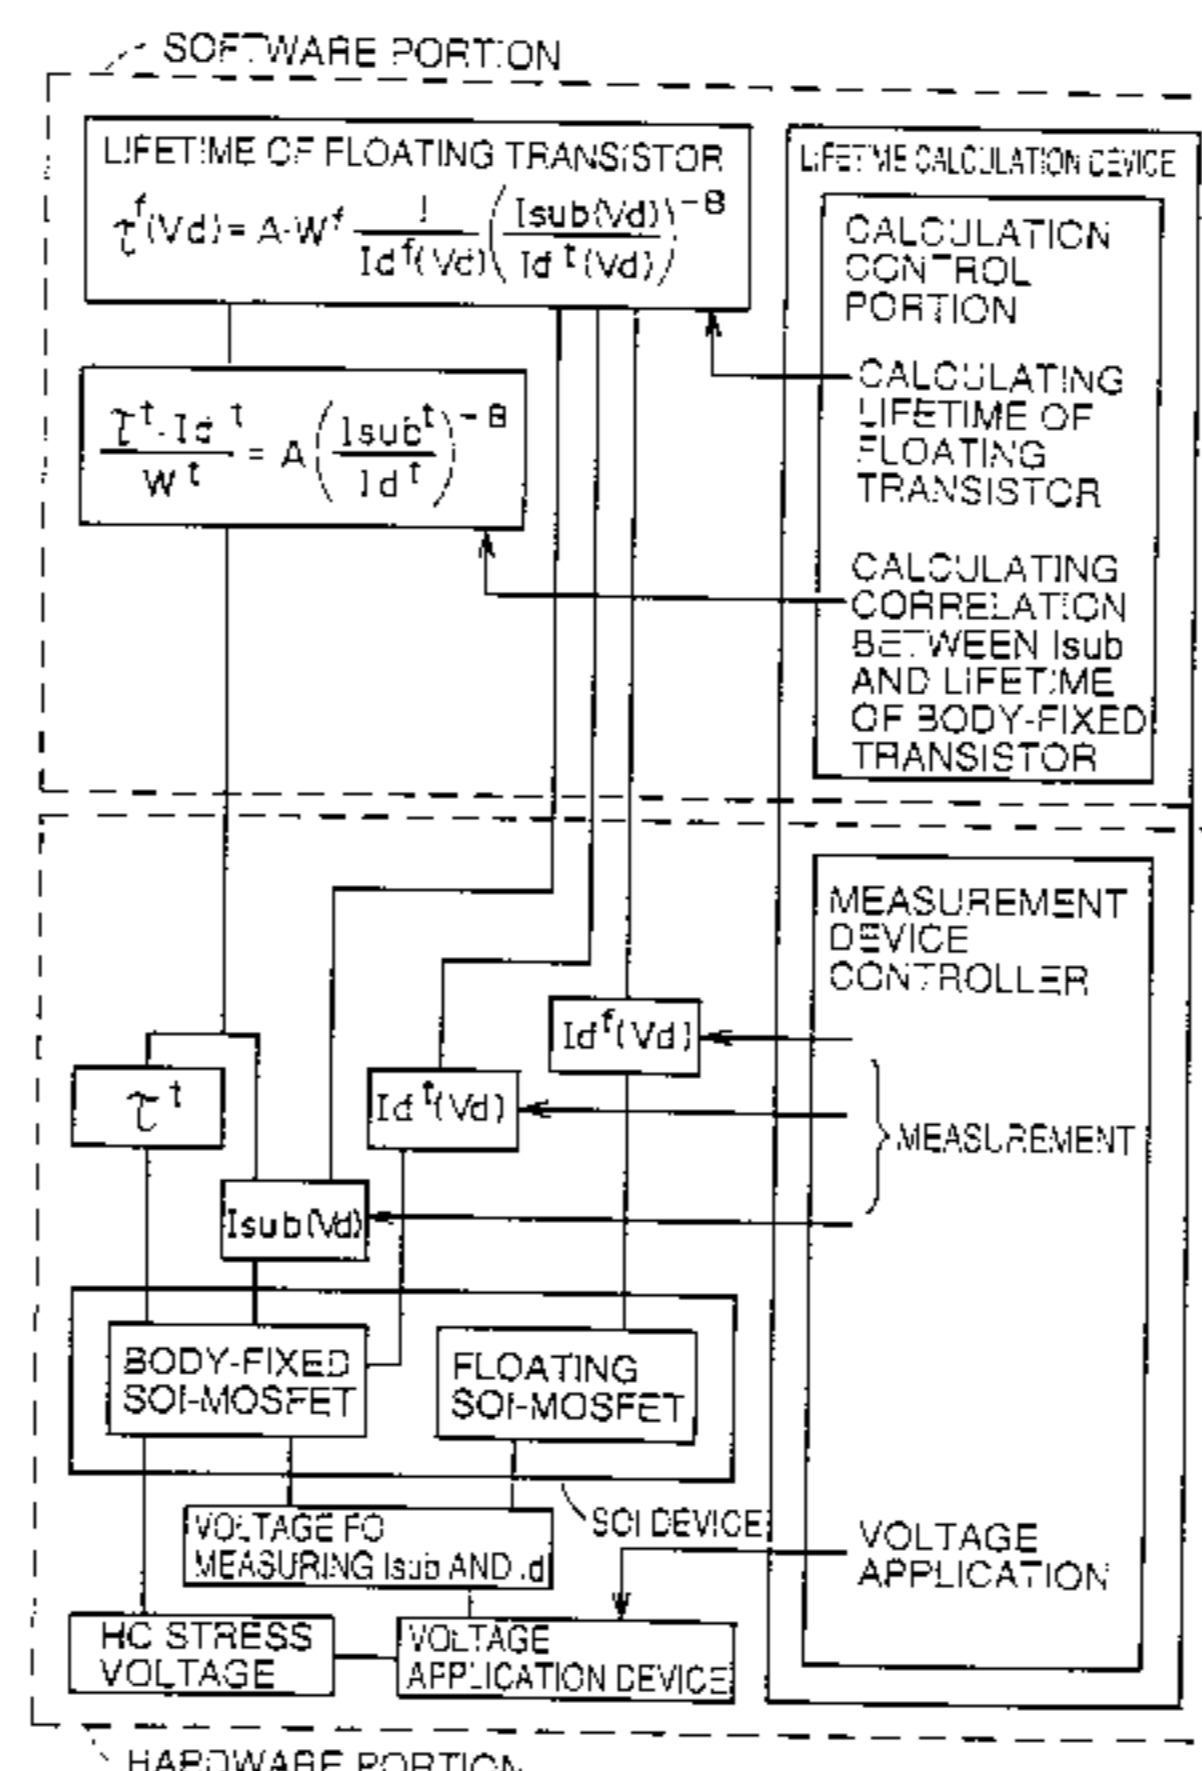 SOFTWARE PORTION
LIFETIME OF FLOATING TRANSISTOR
τ^f(Vd) = A·W^f 1/Id^f(Vd) (Isub(Vd)/Id^t(Vd))^-B
τ^t·Id^t/W^t = A (Isub^t/Id^t)^-B
LIFETIME CALCULATION DEVICE
CALCULATION
CONTROL
PORTION
CALCULATING
LIFETIME OF
FLOATING
TRANSISTOR
CALCULATING
CORRELATION
BETWEEN Isub
AND LIFETIME
OF BODY-FIXED
TRANSISTOR
MEASUREMENT
DEVICE
CONTROLLER
Id^f(Vd)
τ^t
Id^t(Vd)
MEASUREMENT
Isub(Vd)
BODY-FIXED
SOI-MOSFET
FLOATING
SOI-MOSFET
SOI DEVICE
VOLTAGE FO
MEASURING Isub AND Id
VOLTAGE
APPLICATION
HC STRESS
VOLTAGE
VOLTAGE
APPLICATION DEVICE
HARDWARE PORTION